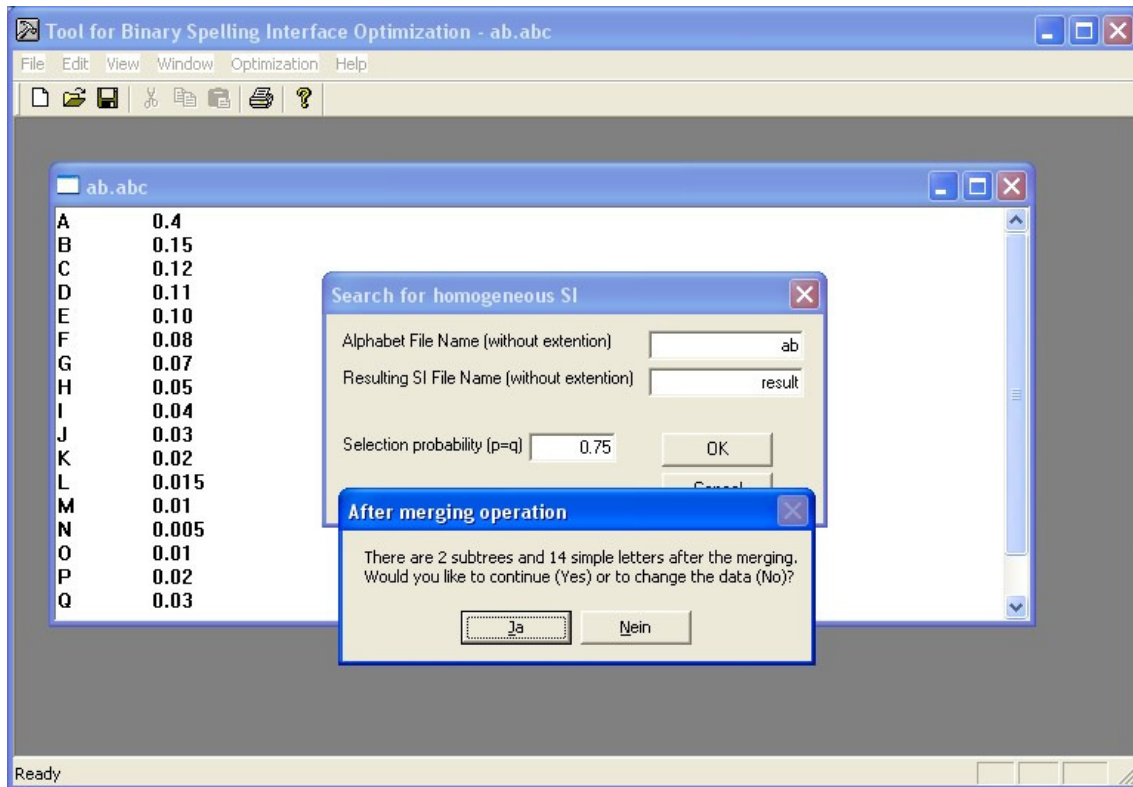 Tool for Binary Spelling Interface Optimization - ab.abc
File Edit View Window Optimization Help
ab.abc
A 0.4
B 0.15
C 0.12
D 0.11
E 0.10
F 0.08
G 0.07
H 0.05
I 0.04
J 0.03
K 0.02
L 0.015
M 0.01
N 0.005
O 0.01
P 0.02
Q 0.03
Search for homogeneous SI
Alphabet File Name (without extention) ab
Resulting SI File Name (without extention) result
Selection probability (p=q) 0.75 OK
Cancel
After merging operation
There are 2 subtrees and 14 simple letters after the merging.
Would you like to continue (Yes) or to change the data (No)?
Ja Nein
Ready